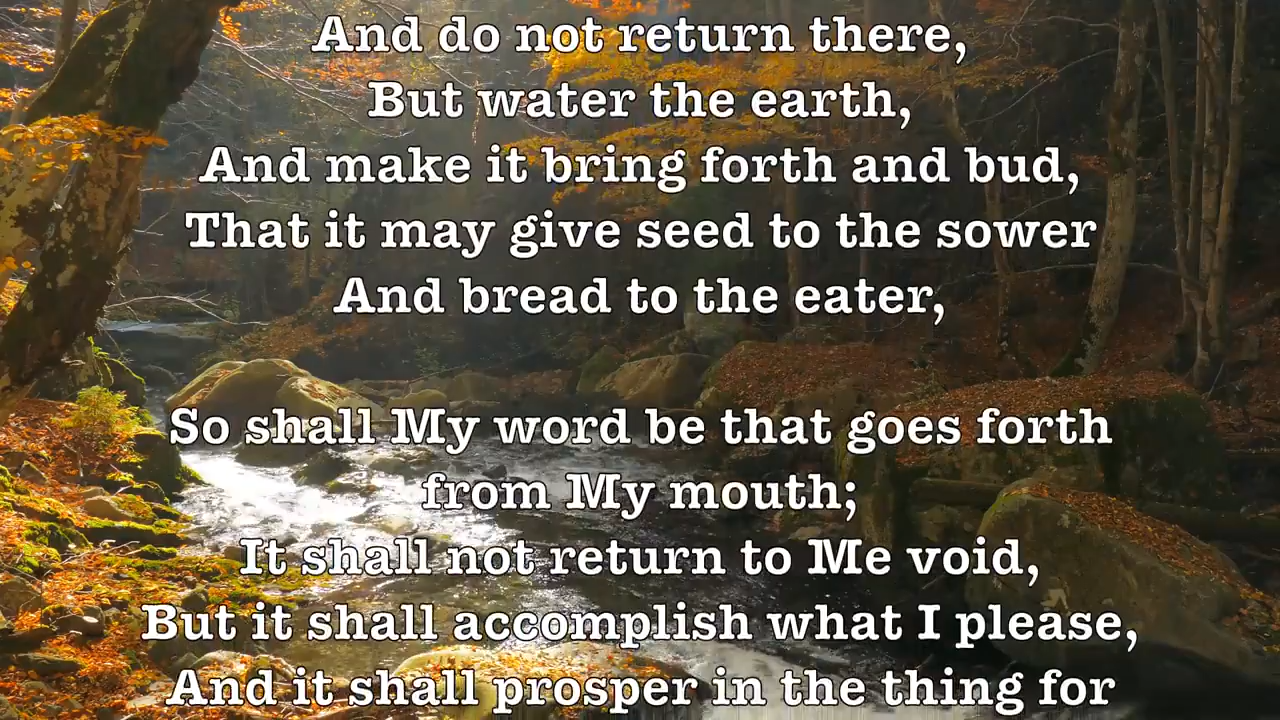 And do not return there,
But water the earth,
And make it bring forth and bud,
That it may give seed to the sower
And bread to the eater,
So shall My word be that goes forth
from My mouth;
It shall not return to Me void,
But it shall accomplish what I please,
And it shall prosper in the thing for